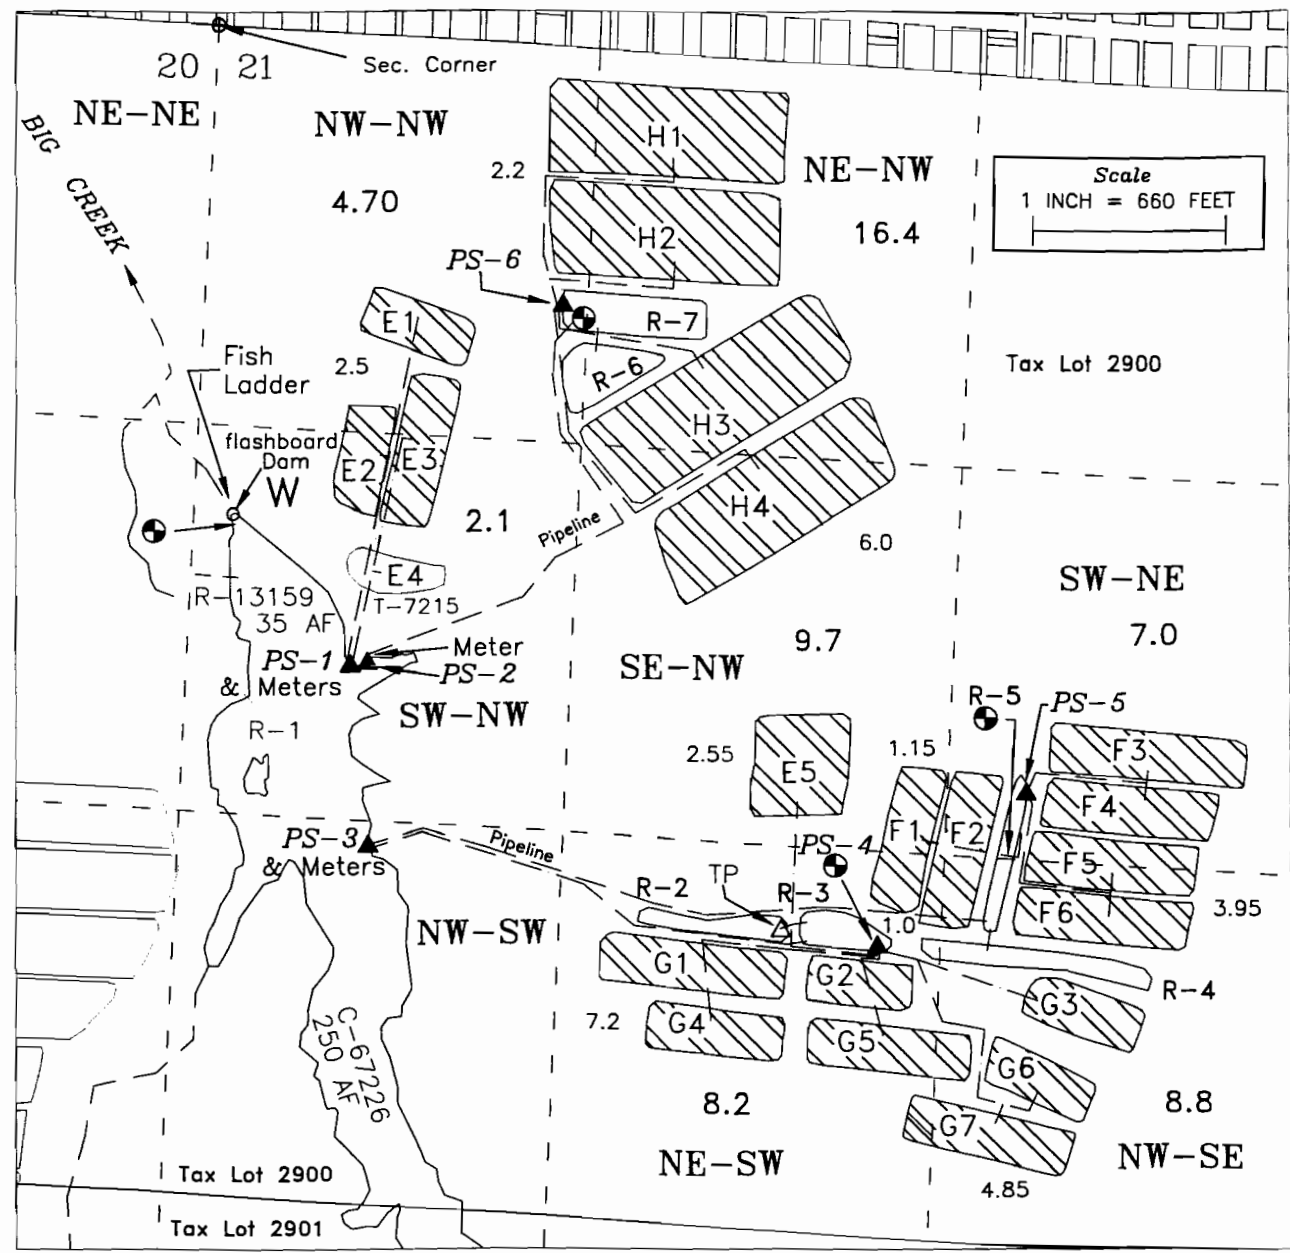 20 21
Sec. Corner
NE-NE
NW-NW
BIG CREEK
4.70
2.2
H1
NE-NW
16.4
Scale
1 INCH = 660 FEET
H2
PS-6
R-7
E1
R-6
Fish
Ladder
2.5
Tax Lot 2900
H3
flashboard
Dam
W
E2
E3
2.1
H4
Pipeline
6.0
E4
R-13159
35 AF
T-7215
SW-NE
7.0
9.7
PS-1
& Meters
Meter
PS-2
SE-NW
SW-NW
R-1
R-5
PS-5
2.55
E5
1.15
F3
F4
F1
F2
PS-3
& Meters
Pipeline
PS-4
F5
R-2
TP
R-3
F6
3.95
NW-SW
1.0
G1
G2
R-4
G3
7.2
G4
G5
C-67226
250 AF
G6
8.2
8.8
G7
NE-SW
NW-SE
4.85
Tax Lot 2900
Tax Lot 2901